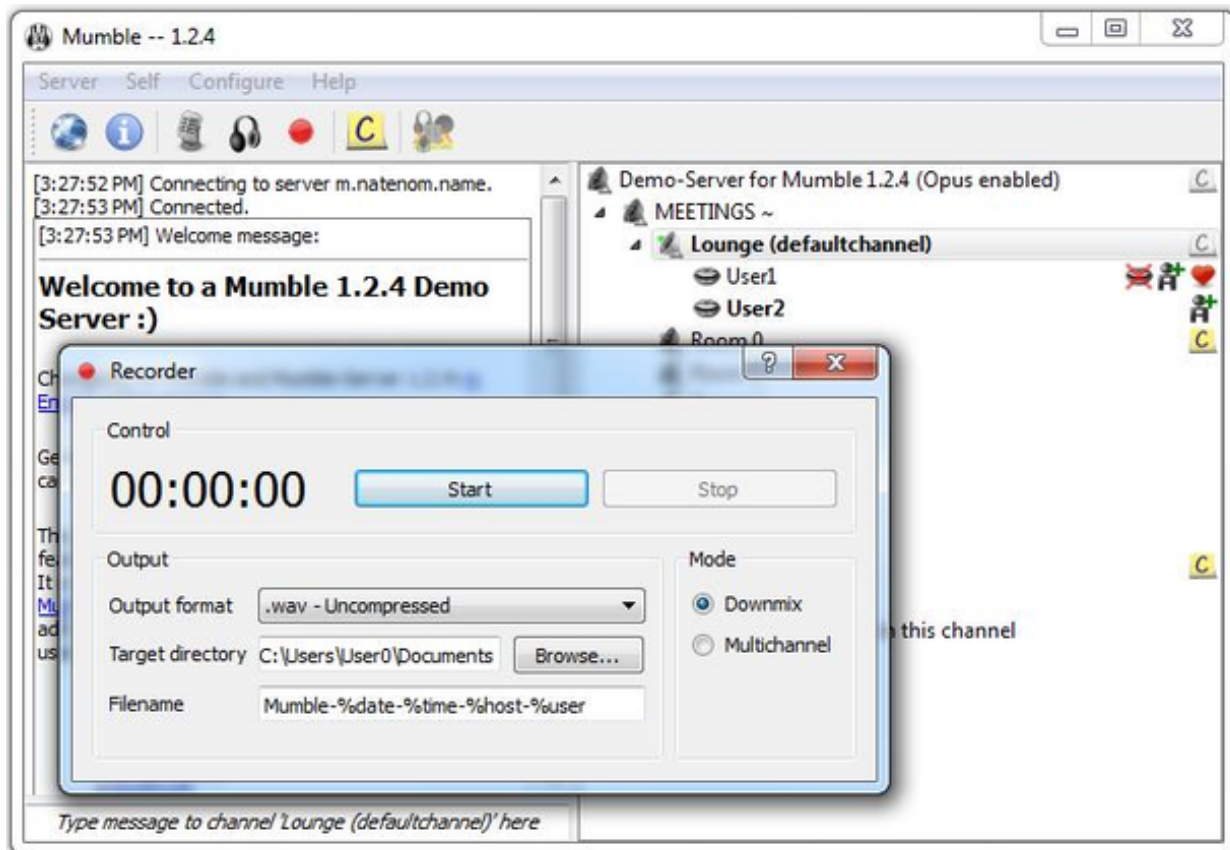 Mumble -- 1.2.4
Server Self Configure Help
C
[3:27:52 PM] Connecting to server m.natenom.name.
[3:27:53 PM] Connected.
[3:27:53 PM] Welcome message:
Welcome to a Mumble 1.2.4 Demo
Server :)
Demo-Server for Mumble 1.2.4 (Opus enabled) C
MEETINGS ~
Lounge (defaultchannel) C
User1
User2
Room 0 C
C
this channel
Recorder
Control
00:00:00 Start Stop
Output
Output format .wav - Uncompressed
Target directory C:\Users\User0\Documents Browse...
Filename Mumble-%date-%time-%host-%user
Mode
Downmix
Multichannel
Type message to channel 'Lounge (defaultchannel)' here